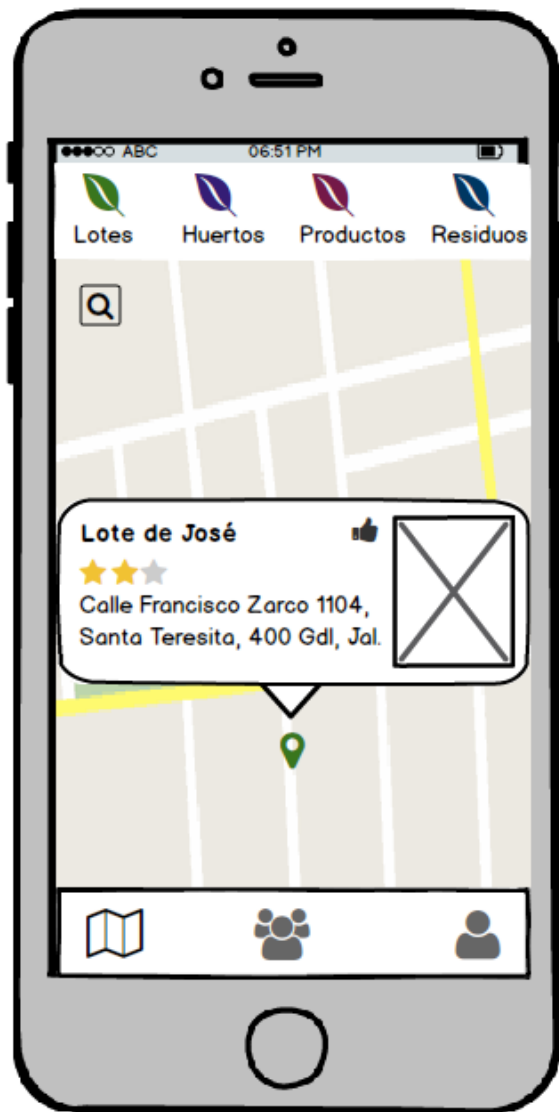 ABC 06:51 PM
Lotes Huertos Productos Residuos
Lote de José
Calle Francisco Zarco 1104,
Santa Teresita, 400 Gdl, Jal.